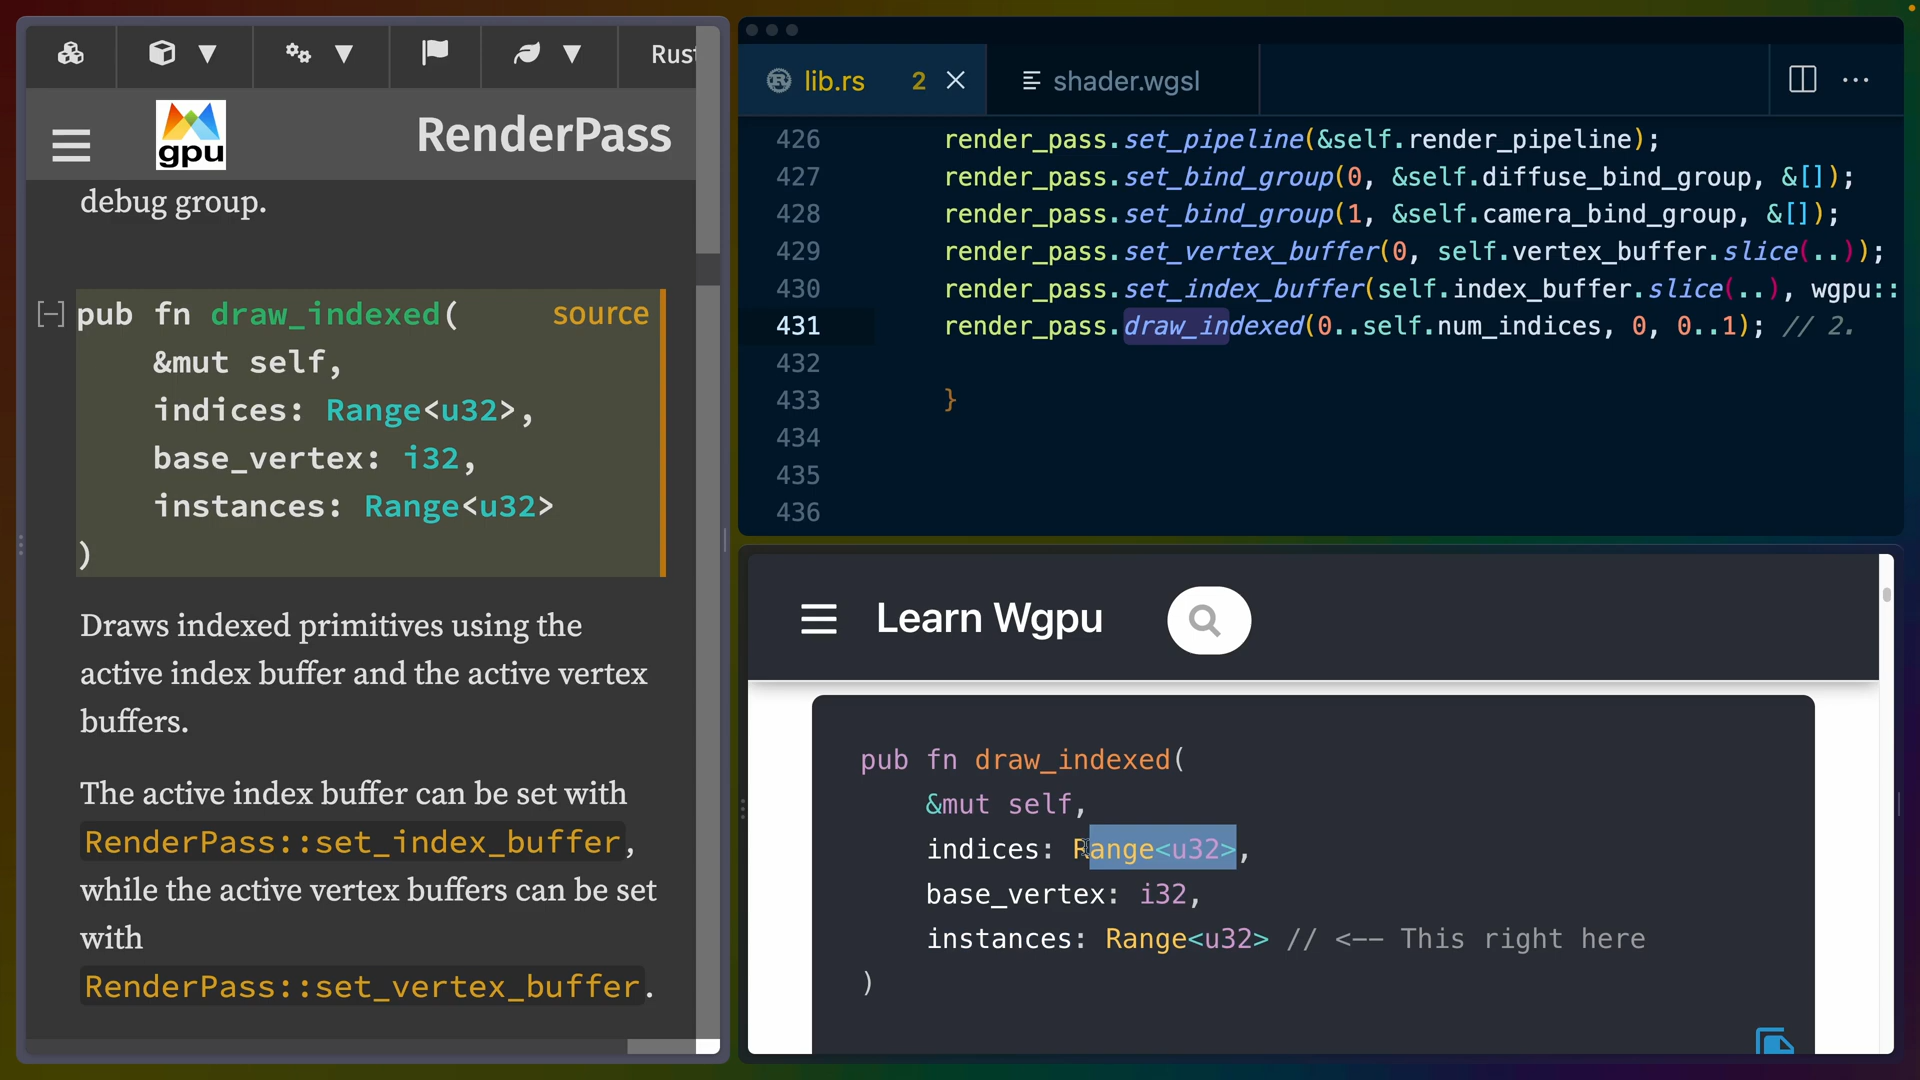 Rust
gpu
RenderPass
debug group.
[−] pub fn draw_indexed( source
&mut self,
indices: Range<u32>,
base_vertex: i32,
instances: Range<u32>
)
Draws indexed primitives using the
active index buffer and the active vertex
buffers.
The active index buffer can be set with
RenderPass::set_index_buffer,
while the active vertex buffers can be set
with
RenderPass::set_vertex_buffer.
lib.rs 2
shader.wgsl
426 render_pass.set_pipeline(&self.render_pipeline);
427 render_pass.set_bind_group(0, &self.diffuse_bind_group, &[]);
428 render_pass.set_bind_group(1, &self.camera_bind_group, &[]);
429 render_pass.set_vertex_buffer(0, self.vertex_buffer.slice(..));
430 render_pass.set_index_buffer(self.index_buffer.slice(..), wgpu::
431 render_pass.draw_indexed(0..self.num_indices, 0, 0..1); // 2.
432
433 }
434
435
436
Learn Wgpu
pub fn draw_indexed(
&mut self,
indices: Range<u32>,
base_vertex: i32,
instances: Range<u32> // <-- This right here
)